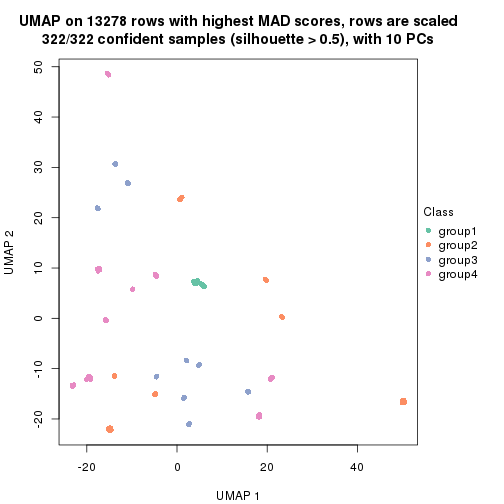 UMAP on 13278 rows with highest MAD scores, rows are scaled
322/322 confident samples (silhouette > 0.5), with 10 PCs
50
40
30
20
10
0
-10
-20
UMAP 2
-20
0
20
40
UMAP 1
Class
group1
group2
group3
group4